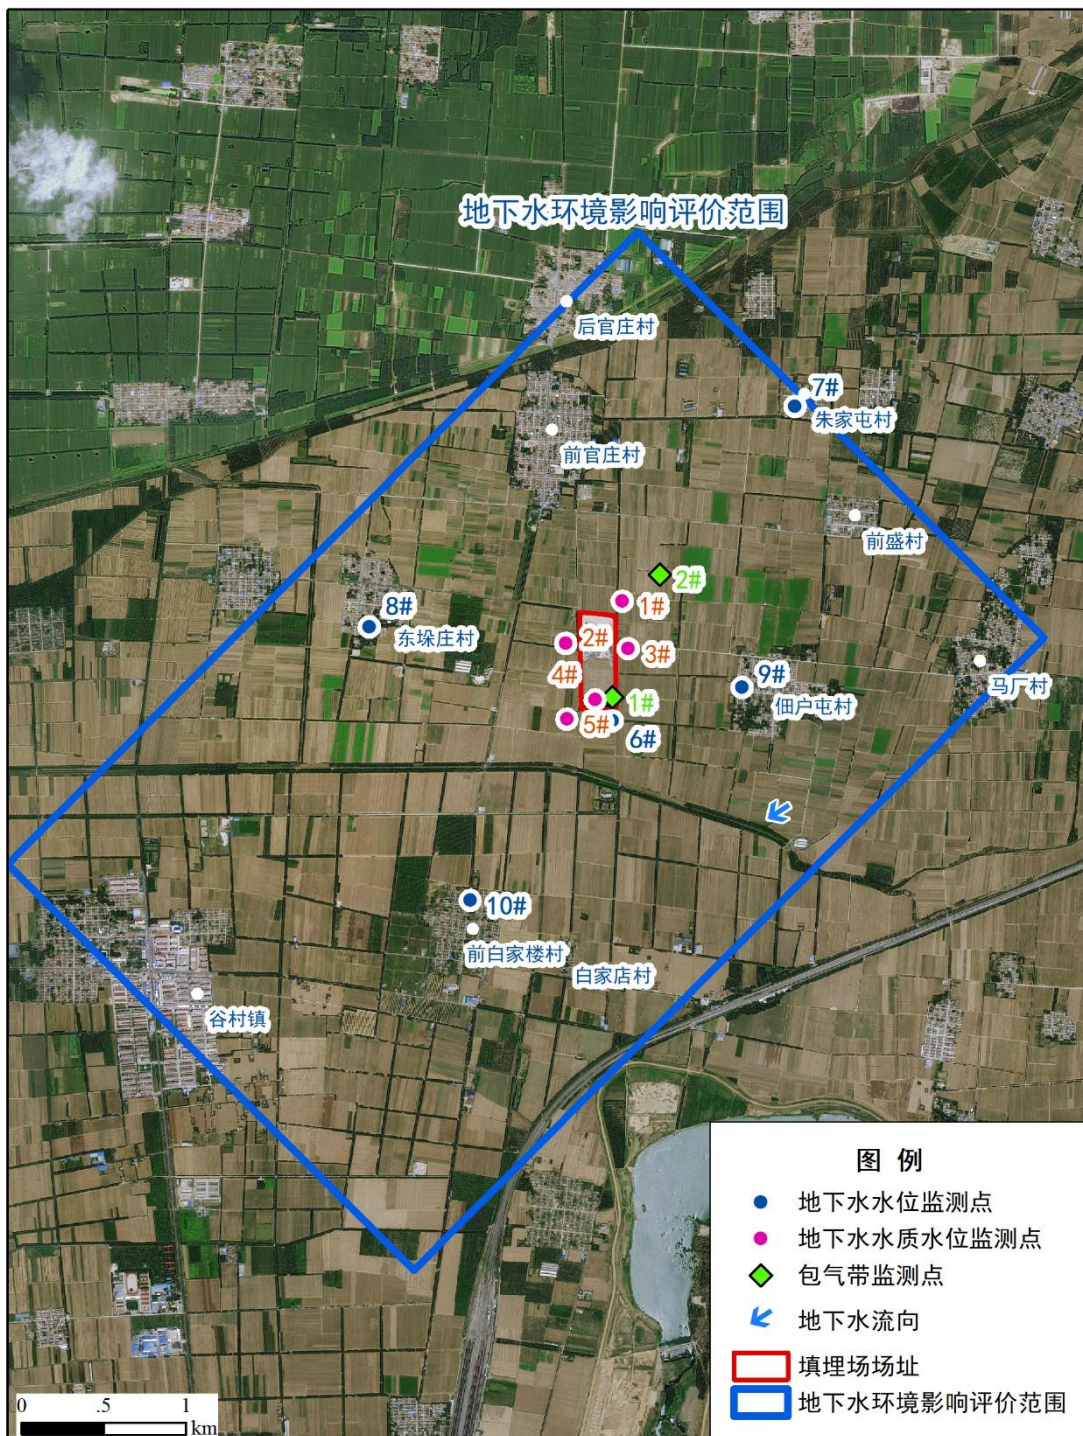 地下水环境影响评价范围
后官庄村
7#
朱家屯村
前官庄村
前盛村
2#
1#
8#
东垛庄村
2#
3#
4#
9#
马厂村
佃户屯村
1#
5#
6#
10#
前白家楼村
白家店村
谷村镇
图 例
地下水水位监测点
地下水水质水位监测点
包气带监测点
地下水流向
填埋场场址
地下水环境影响评价范围
0 .5 1
km